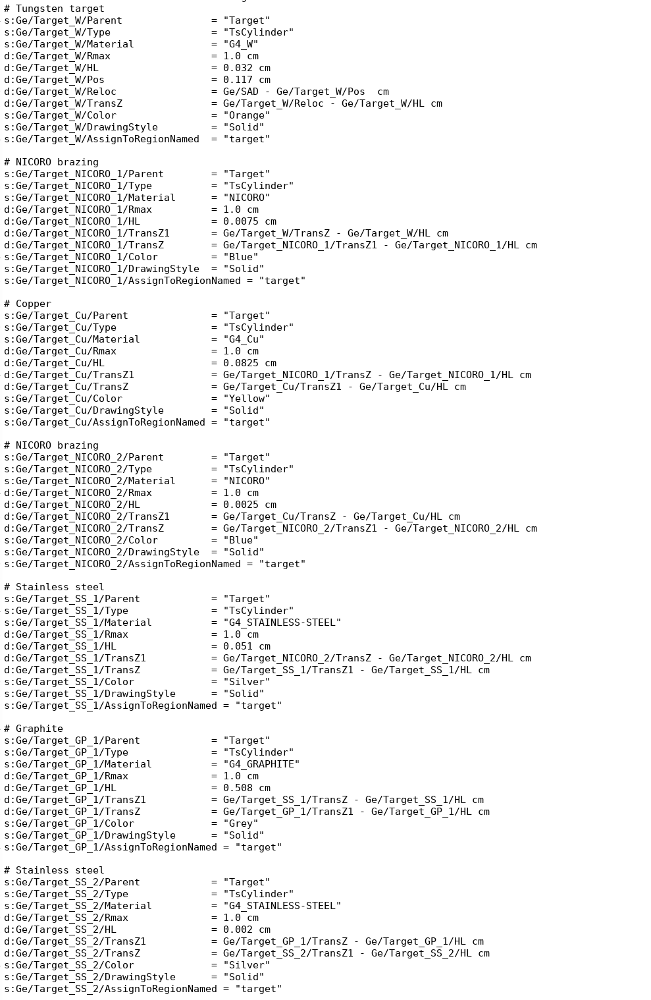 # Tungsten target
s:Ge/Target_W/Parent               = "Target"
s:Ge/Target_W/Type                 = "TsCylinder"
s:Ge/Target_W/Material             = "G4_W"
d:Ge/Target_W/Rmax                 = 1.0 cm
d:Ge/Target_W/HL                   = 0.032 cm
d:Ge/Target_W/Pos                  = 0.117 cm
d:Ge/Target_W/Reloc                = Ge/SAD - Ge/Target_W/Pos  cm
d:Ge/Target_W/TransZ               = Ge/Target_W/Reloc - Ge/Target_W/HL cm
s:Ge/Target_W/Color                = "Orange"
s:Ge/Target_W/DrawingStyle         = "Solid"
s:Ge/Target_W/AssignToRegionNamed  = "target"

# NICORO brazing
s:Ge/Target_NICORO_1/Parent        = "Target"
s:Ge/Target_NICORO_1/Type          = "TsCylinder"
s:Ge/Target_NICORO_1/Material      = "NICORO"
d:Ge/Target_NICORO_1/Rmax          = 1.0 cm
d:Ge/Target_NICORO_1/HL            = 0.0075 cm
d:Ge/Target_NICORO_1/TransZ1       = Ge/Target_W/TransZ - Ge/Target_W/HL cm
d:Ge/Target_NICORO_1/TransZ        = Ge/Target_NICORO_1/TransZ1 - Ge/Target_NICORO_1/HL cm
s:Ge/Target_NICORO_1/Color         = "Blue"
s:Ge/Target_NICORO_1/DrawingStyle  = "Solid"
s:Ge/Target_NICORO_1/AssignToRegionNamed = "target"

# Copper
s:Ge/Target_Cu/Parent              = "Target"
s:Ge/Target_Cu/Type                = "TsCylinder"
s:Ge/Target_Cu/Material            = "G4_Cu"
d:Ge/Target_Cu/Rmax                = 1.0 cm
d:Ge/Target_Cu/HL                  = 0.0825 cm
d:Ge/Target_Cu/TransZ1             = Ge/Target_NICORO_1/TransZ - Ge/Target_NICORO_1/HL cm
d:Ge/Target_Cu/TransZ              = Ge/Target_Cu/TransZ1 - Ge/Target_Cu/HL cm
s:Ge/Target_Cu/Color               = "Yellow"
s:Ge/Target_Cu/DrawingStyle        = "Solid"
s:Ge/Target_Cu/AssignToRegionNamed = "target"

# NICORO brazing
s:Ge/Target_NICORO_2/Parent        = "Target"
s:Ge/Target_NICORO_2/Type          = "TsCylinder"
s:Ge/Target_NICORO_2/Material      = "NICORO"
d:Ge/Target_NICORO_2/Rmax          = 1.0 cm
d:Ge/Target_NICORO_2/HL            = 0.0025 cm
d:Ge/Target_NICORO_2/TransZ1       = Ge/Target_Cu/TransZ - Ge/Target_Cu/HL cm
d:Ge/Target_NICORO_2/TransZ        = Ge/Target_NICORO_2/TransZ1 - Ge/Target_NICORO_2/HL cm
s:Ge/Target_NICORO_2/Color         = "Blue"
s:Ge/Target_NICORO_2/DrawingStyle  = "Solid"
s:Ge/Target_NICORO_2/AssignToRegionNamed = "target"

# Stainless steel
s:Ge/Target_SS_1/Parent            = "Target"
s:Ge/Target_SS_1/Type              = "TsCylinder"
s:Ge/Target_SS_1/Material          = "G4_STAINLESS-STEEL"
d:Ge/Target_SS_1/Rmax              = 1.0 cm
d:Ge/Target_SS_1/HL                = 0.051 cm
d:Ge/Target_SS_1/TransZ1           = Ge/Target_NICORO_2/TransZ - Ge/Target_NICORO_2/HL cm
d:Ge/Target_SS_1/TransZ            = Ge/Target_SS_1/TransZ1 - Ge/Target_SS_1/HL cm
s:Ge/Target_SS_1/Color             = "Silver"
s:Ge/Target_SS_1/DrawingStyle      = "Solid"
s:Ge/Target_SS_1/AssignToRegionNamed = "target"

# Graphite
s:Ge/Target_GP_1/Parent            = "Target"
s:Ge/Target_GP_1/Type              = "TsCylinder"
s:Ge/Target_GP_1/Material          = "G4_GRAPHITE"
d:Ge/Target_GP_1/Rmax              = 1.0 cm
d:Ge/Target_GP_1/HL                = 0.508 cm
d:Ge/Target_GP_1/TransZ1           = Ge/Target_SS_1/TransZ - Ge/Target_SS_1/HL cm
d:Ge/Target_GP_1/TransZ            = Ge/Target_GP_1/TransZ1 - Ge/Target_GP_1/HL cm
s:Ge/Target_GP_1/Color             = "Grey"
s:Ge/Target_GP_1/DrawingStyle      = "Solid"
s:Ge/Target_GP_1/AssignToRegionNamed = "target"

# Stainless steel
s:Ge/Target_SS_2/Parent            = "Target"
s:Ge/Target_SS_2/Type              = "TsCylinder"
s:Ge/Target_SS_2/Material          = "G4_STAINLESS-STEEL"
d:Ge/Target_SS_2/Rmax              = 1.0 cm
d:Ge/Target_SS_2/HL                = 0.002 cm
d:Ge/Target_SS_2/TransZ1           = Ge/Target_GP_1/TransZ - Ge/Target_GP_1/HL cm
d:Ge/Target_SS_2/TransZ            = Ge/Target_SS_2/TransZ1 - Ge/Target_SS_2/HL cm
s:Ge/Target_SS_2/Color             = "Silver"
s:Ge/Target_SS_2/DrawingStyle      = "Solid"
s:Ge/Target_SS_2/AssignToRegionNamed = "target"